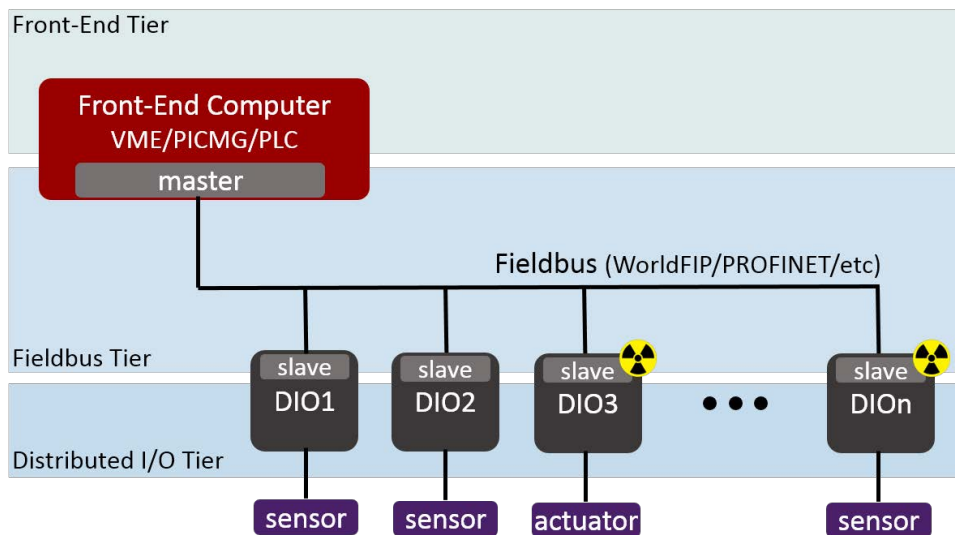 Front-End Tier
Front-End Computer
VME/PICMG/PLC
master
Fieldbus (WorldFIP/PROFINET/etc)
Fieldbus Tier
slave slave slave slave
DIO1 DIO2 DIO3 DIOn
Distributed I/O Tier
sensor sensor actuator sensor